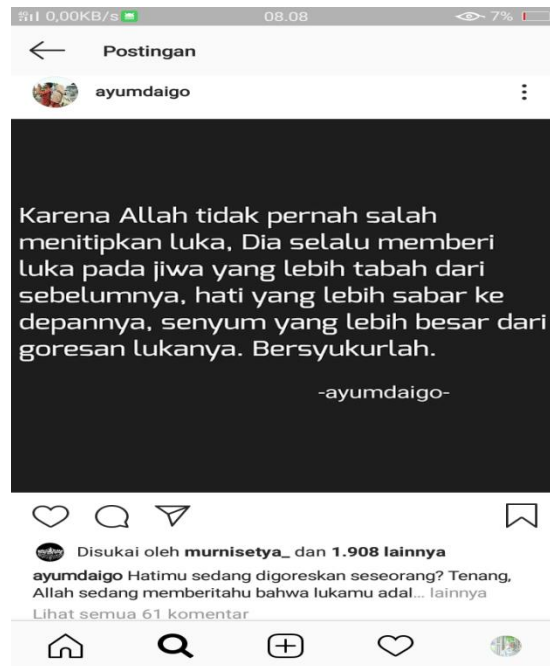 0,00KB/s 08.08 7%
Postingan
ayumdaigo
Karena Allah tidak pernah salah
menitipkan luka, Dia selalu memberi
luka pada jiwa yang lebih tabah dari
sebelumnya, hati yang lebih sabar ke
depannya, senyum yang lebih besar dari
goresan lukanya. Bersyukurlah.
-ayumdaigo-
Disukai oleh murnisetya_ dan 1.908 lainnya
ayumdaigo Hatimu sedang digoreskan seseorang? Tenang,
Allah sedang memberitahu bahwa lukamu adal... lainnya
Lihat semua 61 komentar